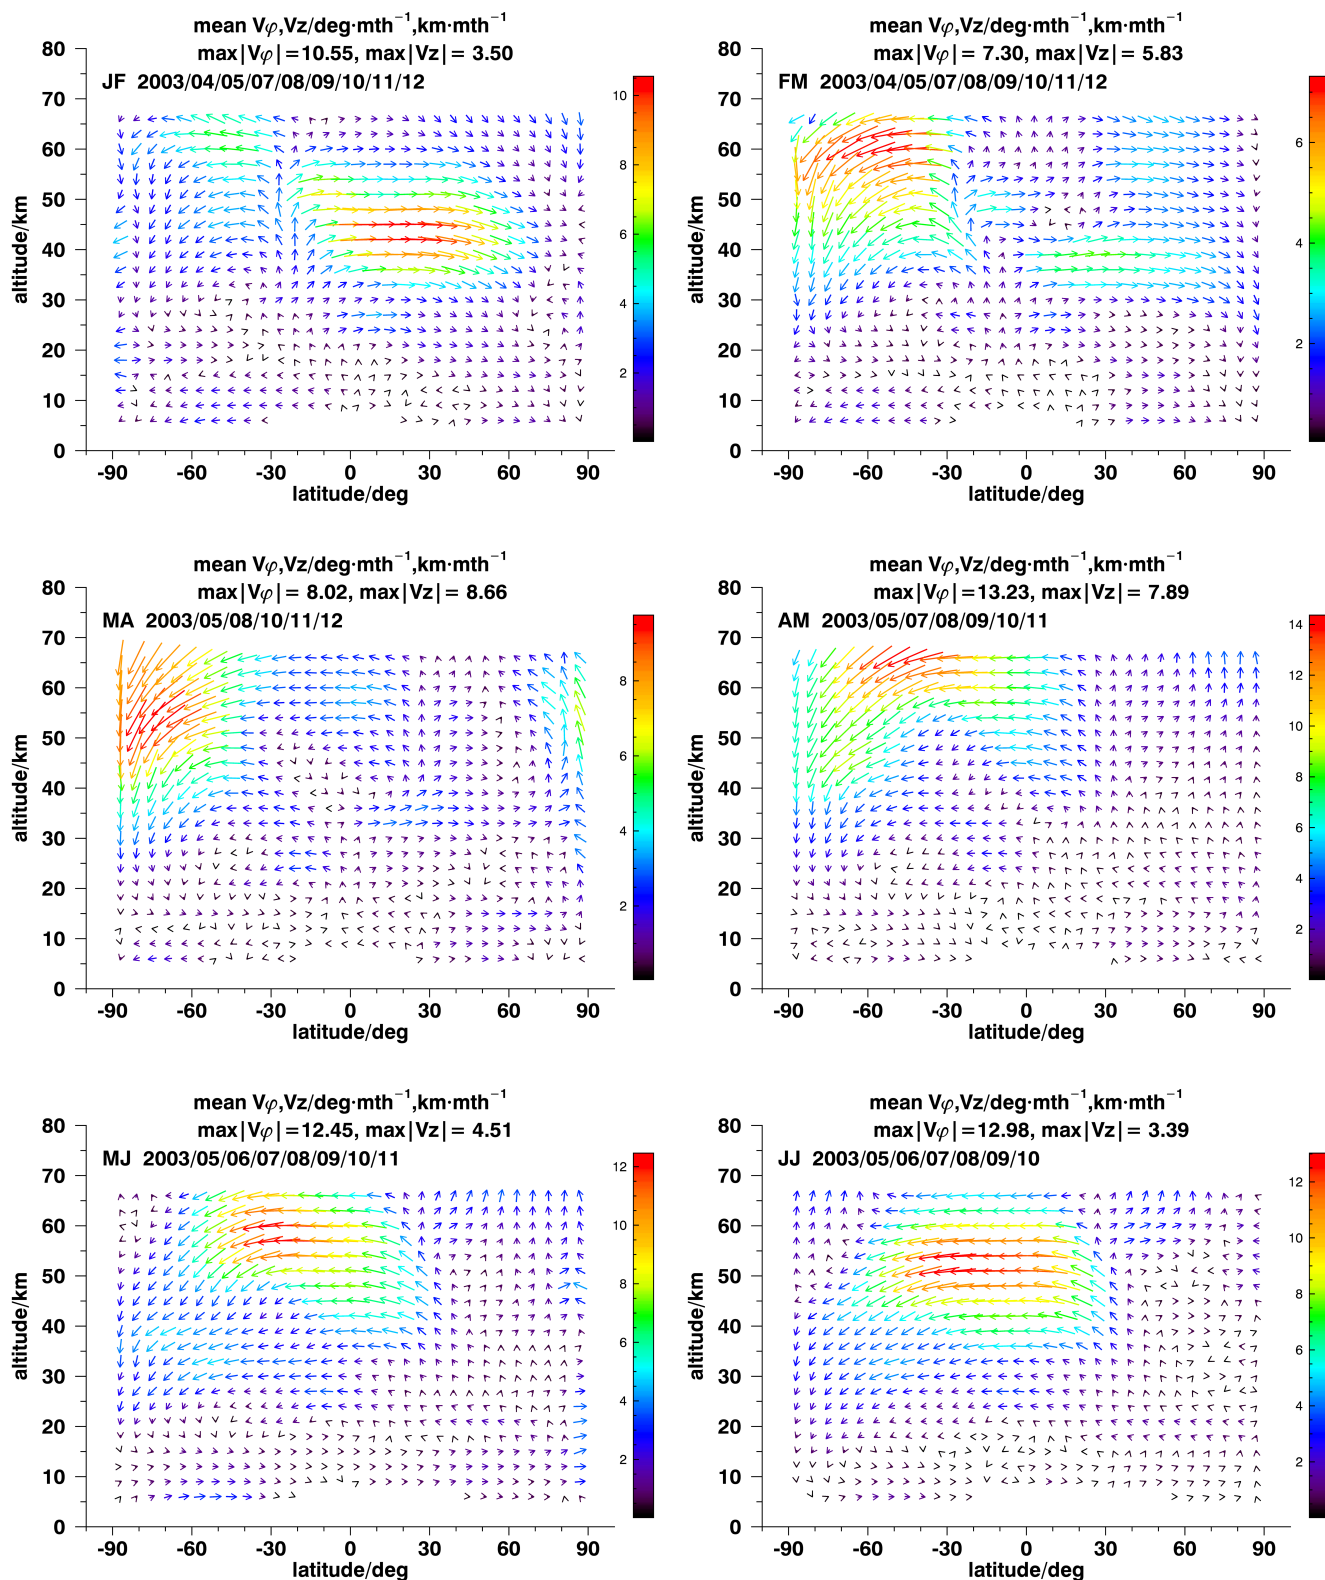 mean Vφ,Vz/deg·mth⁻¹,km·mth⁻¹
max|Vφ|=10.55, max|Vz|= 3.50
JF 2003/04/05/07/08/09/10/11/12
80
70
60
50
40
30
20
10
0
altitude/km
-90 -60 -30 0 30 60 90
latitude/deg
10
8
6
4
2
mean Vφ,Vz/deg·mth⁻¹,km·mth⁻¹
max|Vφ|= 7.30, max|Vz|= 5.83
FM 2003/04/05/07/08/09/10/11/12
80
70
60
50
40
30
20
10
0
altitude/km
-90 -60 -30 0 30 60 90
latitude/deg
6
4
2
mean Vφ,Vz/deg·mth⁻¹,km·mth⁻¹
max|Vφ|= 8.02, max|Vz|= 8.66
MA 2003/05/08/10/11/12
80
70
60
50
40
30
20
10
0
altitude/km
-90 -60 -30 0 30 60 90
latitude/deg
8
6
4
2
mean Vφ,Vz/deg·mth⁻¹,km·mth⁻¹
max|Vφ|=13.23, max|Vz|= 7.89
AM 2003/05/07/08/09/10/11
80
70
60
50
40
30
20
10
0
altitude/km
-90 -60 -30 0 30 60 90
latitude/deg
14
12
10
8
6
4
2
mean Vφ,Vz/deg·mth⁻¹,km·mth⁻¹
max|Vφ|=12.45, max|Vz|= 4.51
MJ 2003/05/06/07/08/09/10/11
80
70
60
50
40
30
20
10
0
altitude/km
-90 -60 -30 0 30 60 90
latitude/deg
12
10
8
6
4
2
mean Vφ,Vz/deg·mth⁻¹,km·mth⁻¹
max|Vφ|=12.98, max|Vz|= 3.39
JJ 2003/05/06/07/08/09/10
80
70
60
50
40
30
20
10
0
altitude/km
-90 -60 -30 0 30 60 90
latitude/deg
12
10
8
6
4
2